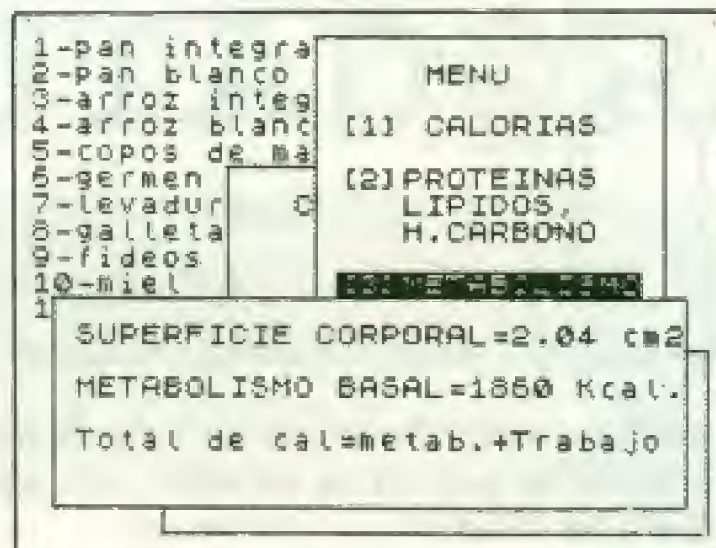 1-pan integra
2-pan blanco
3-arroz integ
4-arroz blanc
5-copos de ma
6-germen
7-levadur
8-galleta
9-fideos
10-miel
1
C
MENU
[1] CALORIAS
[2] PROTEINAS
LIPIDOS,
H.CARBONO
SUPERFICIE CORPORAL=2.04 cm2
METABOLISMO BASAL=1860 Kcal.
Total de cal=metab.+Trabajo